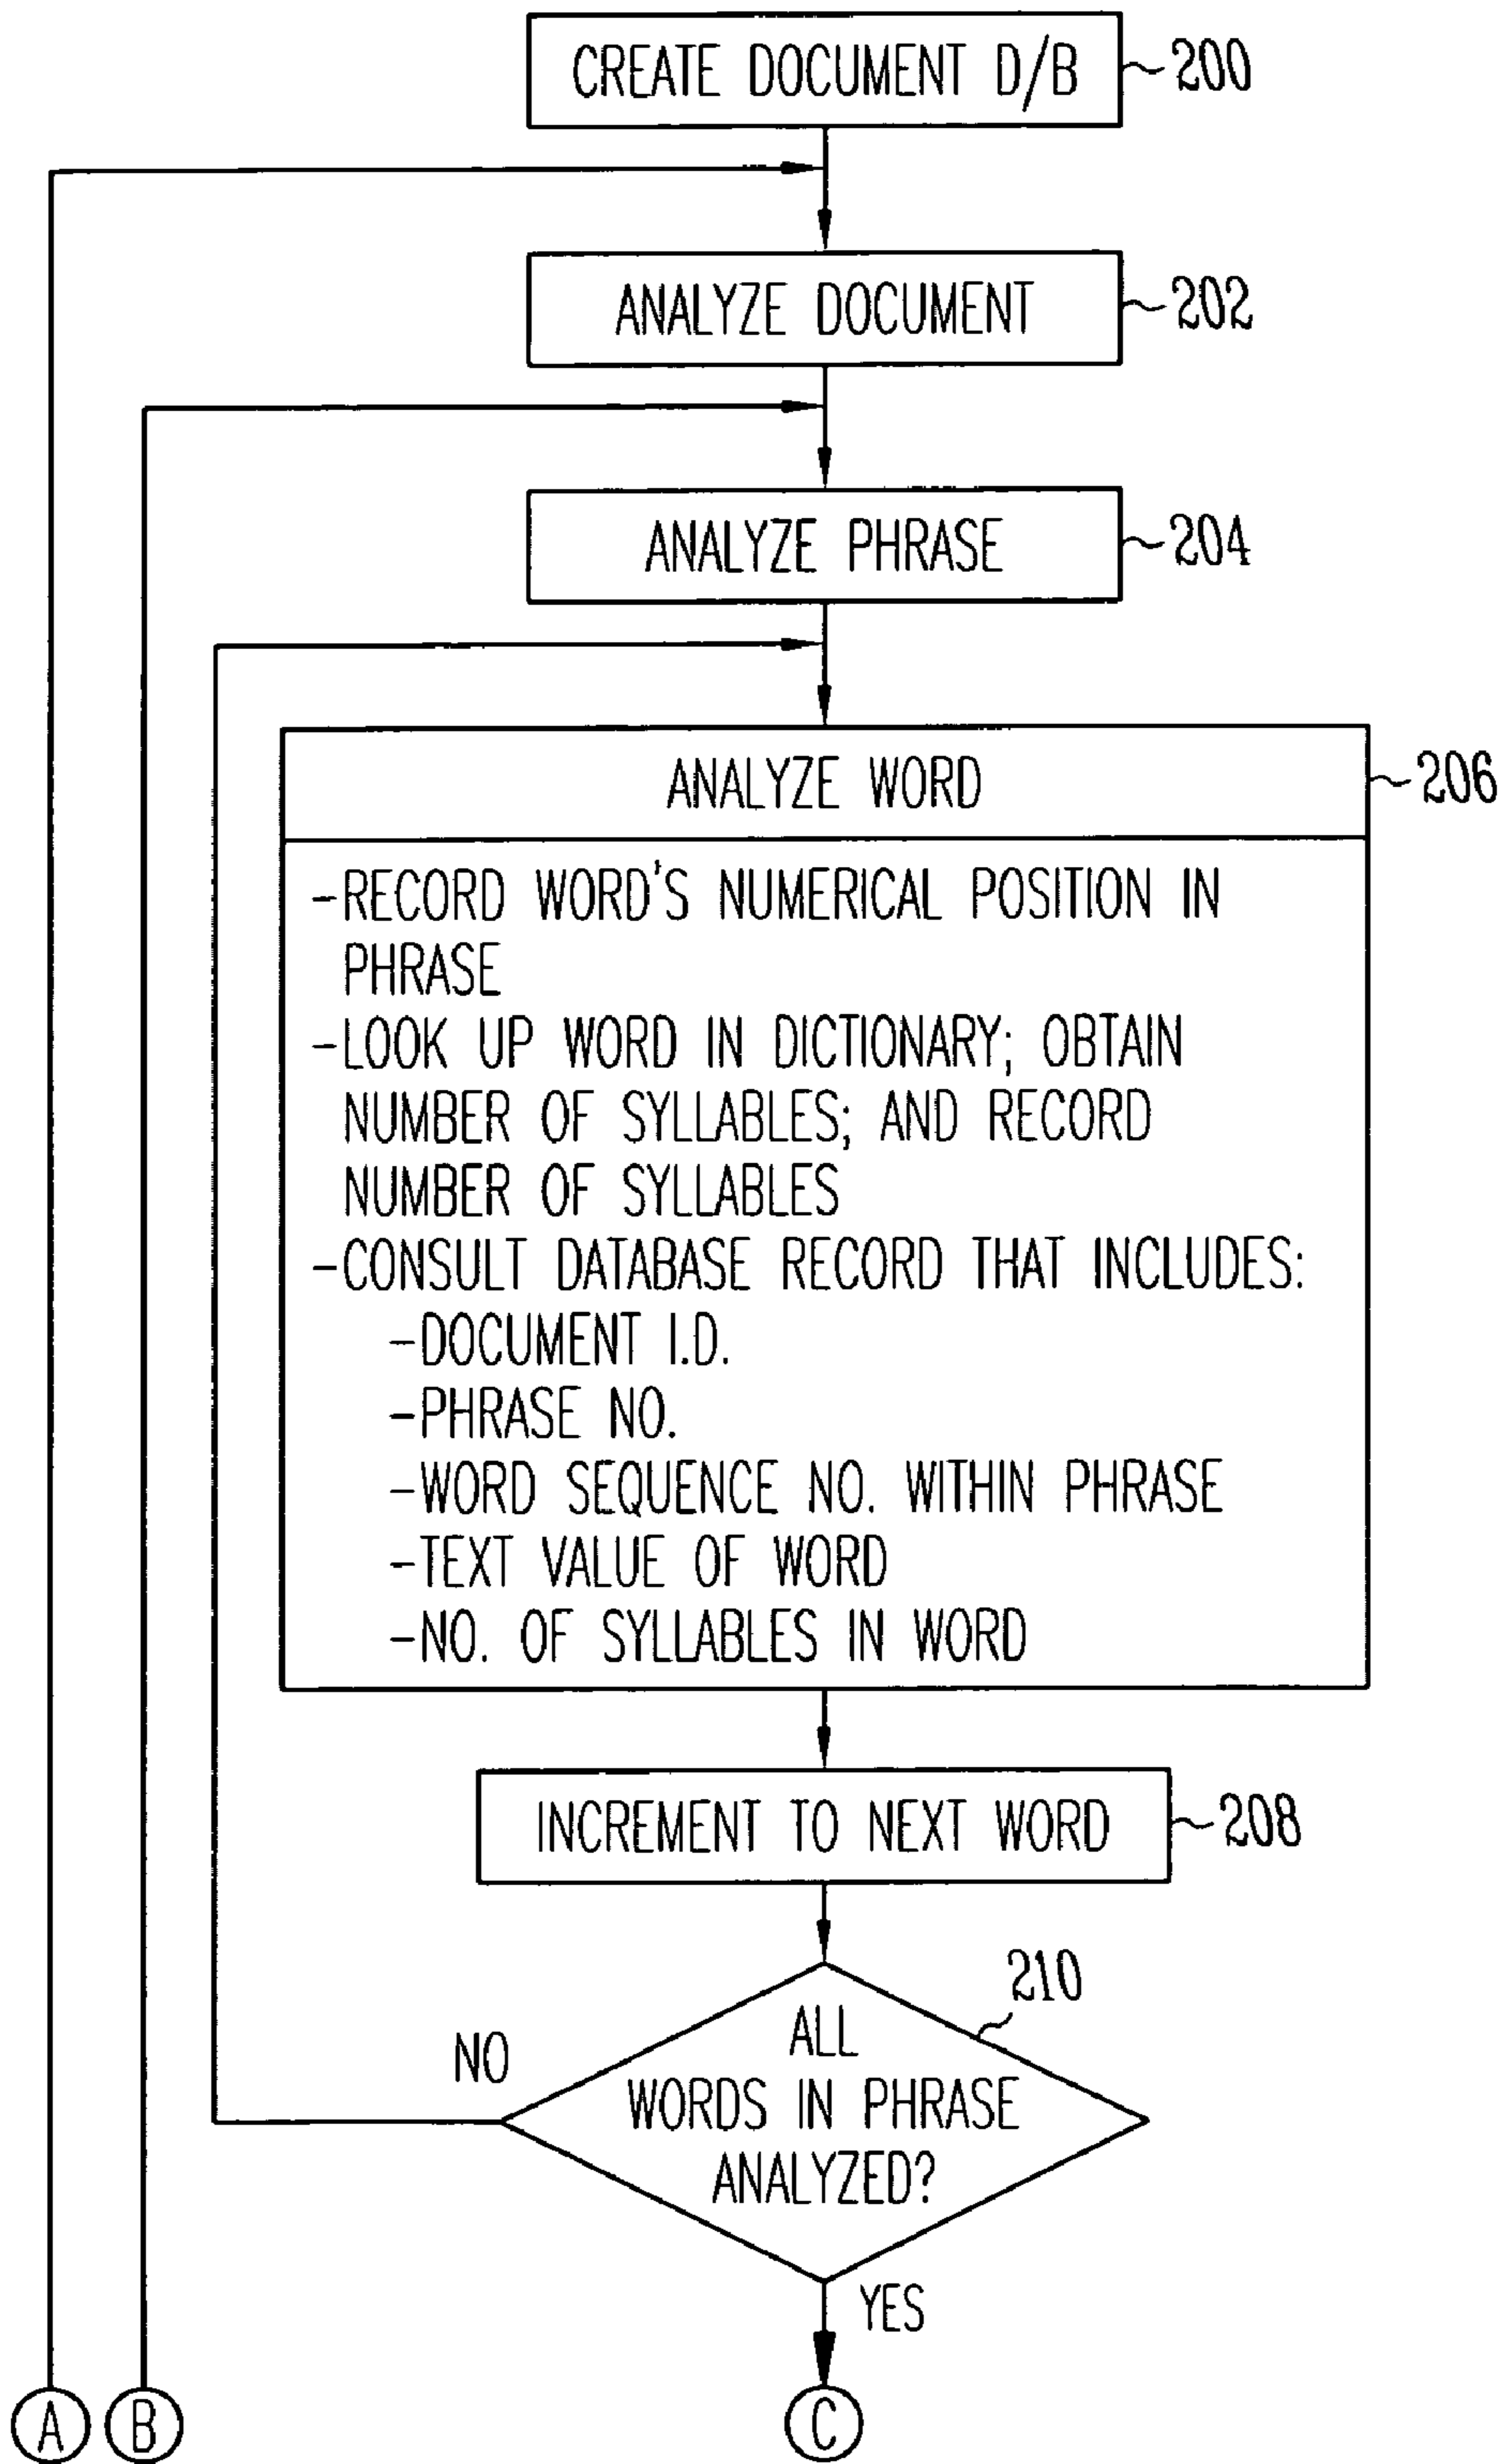 CREATE DOCUMENT D/B
200
ANALYZE DOCUMENT
202
ANALYZE PHRASE
204
ANALYZE WORD
206
-RECORD WORD'S NUMERICAL POSITION IN
PHRASE
-LOOK UP WORD IN DICTIONARY; OBTAIN
NUMBER OF SYLLABLES; AND RECORD
NUMBER OF SYLLABLES
-CONSULT DATABASE RECORD THAT INCLUDES:
-DOCUMENT I.D.
-PHRASE NO.
-WORD SEQUENCE NO. WITHIN PHRASE
-TEXT VALUE OF WORD
-NO. OF SYLLABLES IN WORD
INCREMENT TO NEXT WORD
208
210
NO
ALL
WORDS IN PHRASE
ANALYZED?
YES
A
B
C